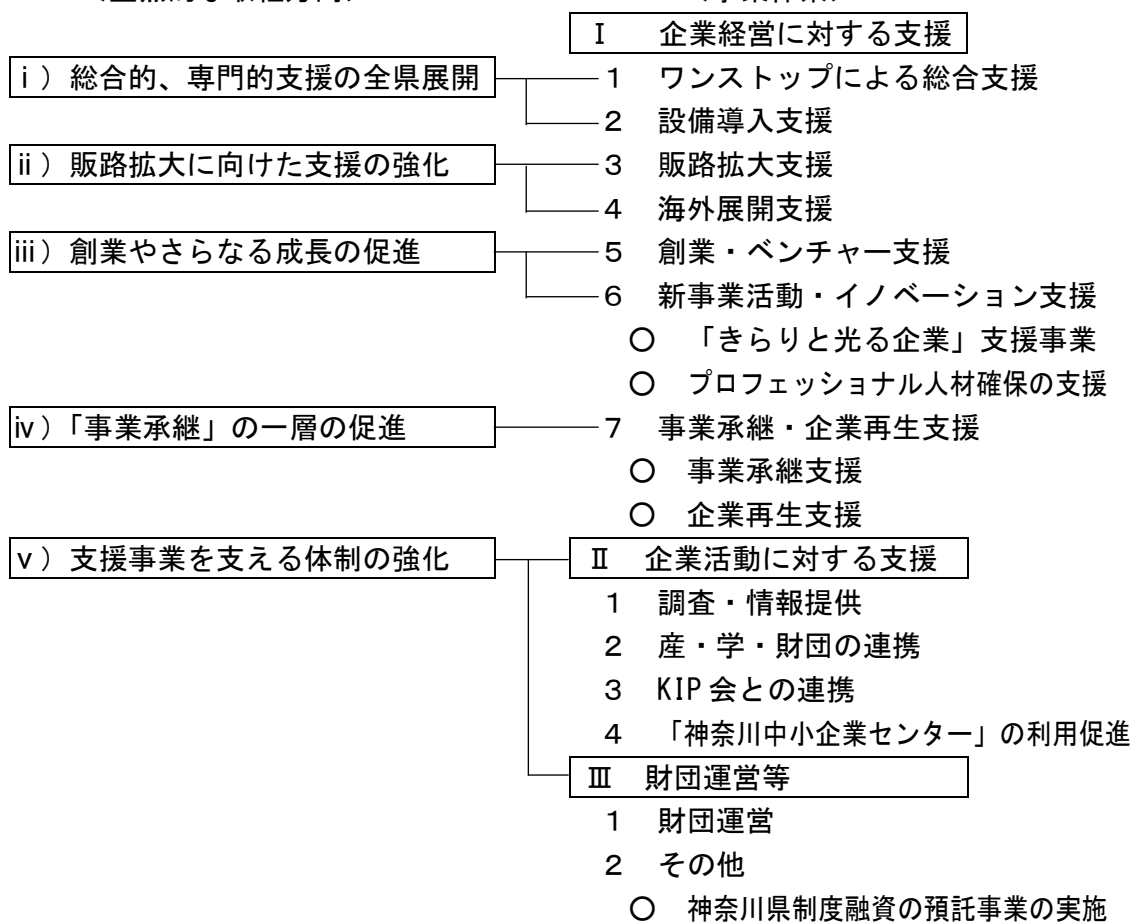 Ⅰ　企業経営に対する支援
ⅰ）総合的、専門的支援の全県展開
1　ワンストップによる総合支援
2　設備導入支援
ⅱ）販路拡大に向けた支援の強化
3　販路拡大支援
4　海外展開支援
ⅲ）創業やさらなる成長の促進
5　創業・ベンチャー支援
6　新事業活動・イノベーション支援
○　「きらりと光る企業」支援事業
○　プロフェッショナル人材確保の支援
ⅳ）「事業承継」の一層の促進
7　事業承継・企業再生支援
○　事業承継支援
○　企業再生支援
ⅴ）支援事業を支える体制の強化
Ⅱ　企業活動に対する支援
1　調査・情報提供
2　産・学・財団の連携
3　KIP会との連携
4　「神奈川中小企業センター」の利用促進
Ⅲ　財団運営等
1　財団運営
2　その他
○　神奈川県制度融資の預託事業の実施